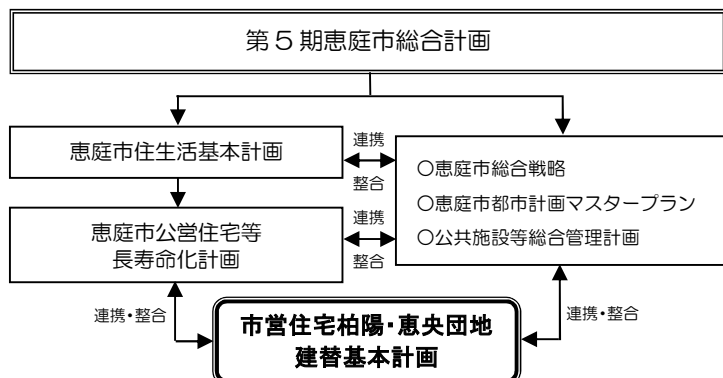 第5期恵庭市総合計画
恵庭市住生活基本計画
連携
整合
○恵庭市総合戦略
○恵庭市都市計画マスタープラン
○公共施設等総合管理計画
恵庭市公営住宅等
長寿命化計画
連携
整合
連携・整合
市営住宅柏陽・恵央団地
建替基本計画
連携・整合